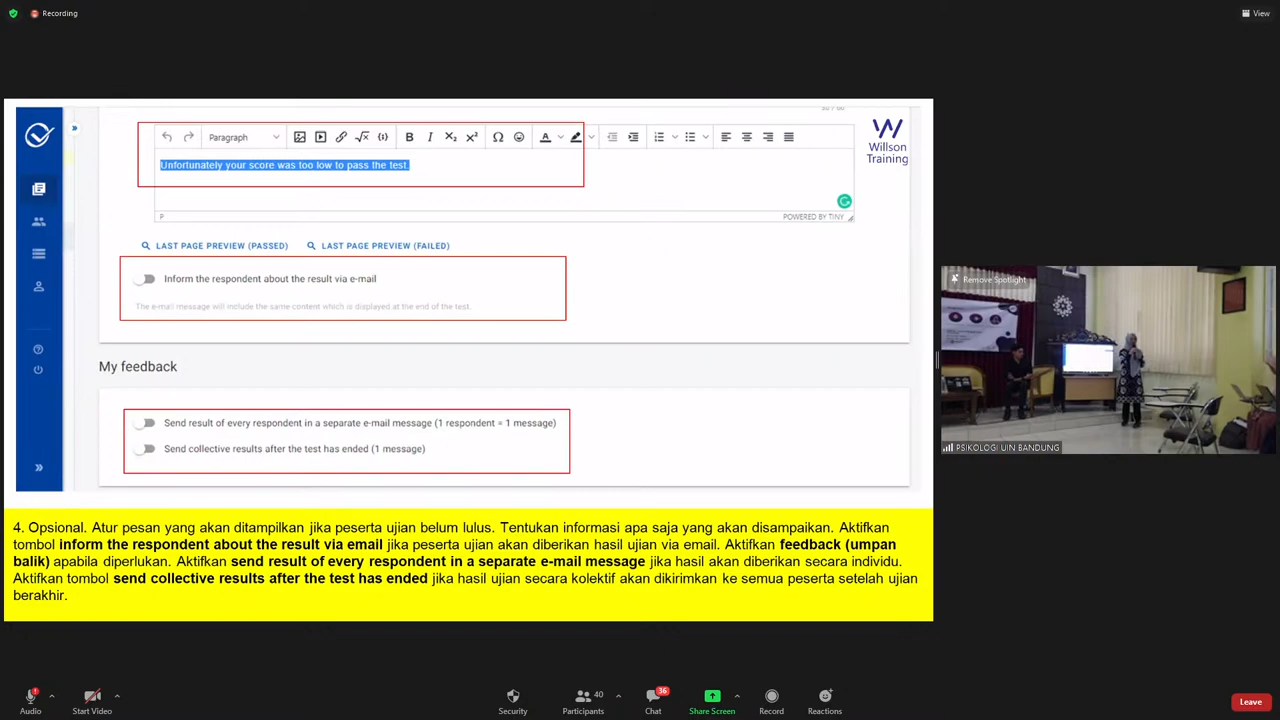 Recording
View
Paragraph
Willson
Training
Unfortunately your score was too low to pass the test.
P
POWERED BY TINY
LAST PAGE PREVIEW (PASSED) LAST PAGE PREVIEW (FAILED)
Inform the respondent about the result via e-mail
The e-mail message will include the same content which is displayed at the end of the test.
My feedback
Send result of every respondent in a separate e-mail message (1 respondent = 1 message)
Send collective results after the test has ended (1 message)
4. Opsional. Atur pesan yang akan ditampilkan jika peserta ujian belum lulus. Tentukan informasi apa saja yang akan disampaikan. Aktifkan
tombol inform the respondent about the result via email jika peserta ujian akan diberikan hasil ujian via email. Aktifkan feedback (umpan
balik) apabila diperlukan. Aktifkan send result of every respondent in a separate e-mail message jika hasil akan diberikan secara individu.
Aktifkan tombol send collective results after the test has ended jika hasil ujian secara kolektif akan dikirimkan ke semua peserta setelah ujian
berakhir.
Remove Spotlight
PSIKOLOGI UIN BANDUNG
Audio
Start Video
Security
Participants 40
Chat 36
Share Screen
Record
Reactions
Leave